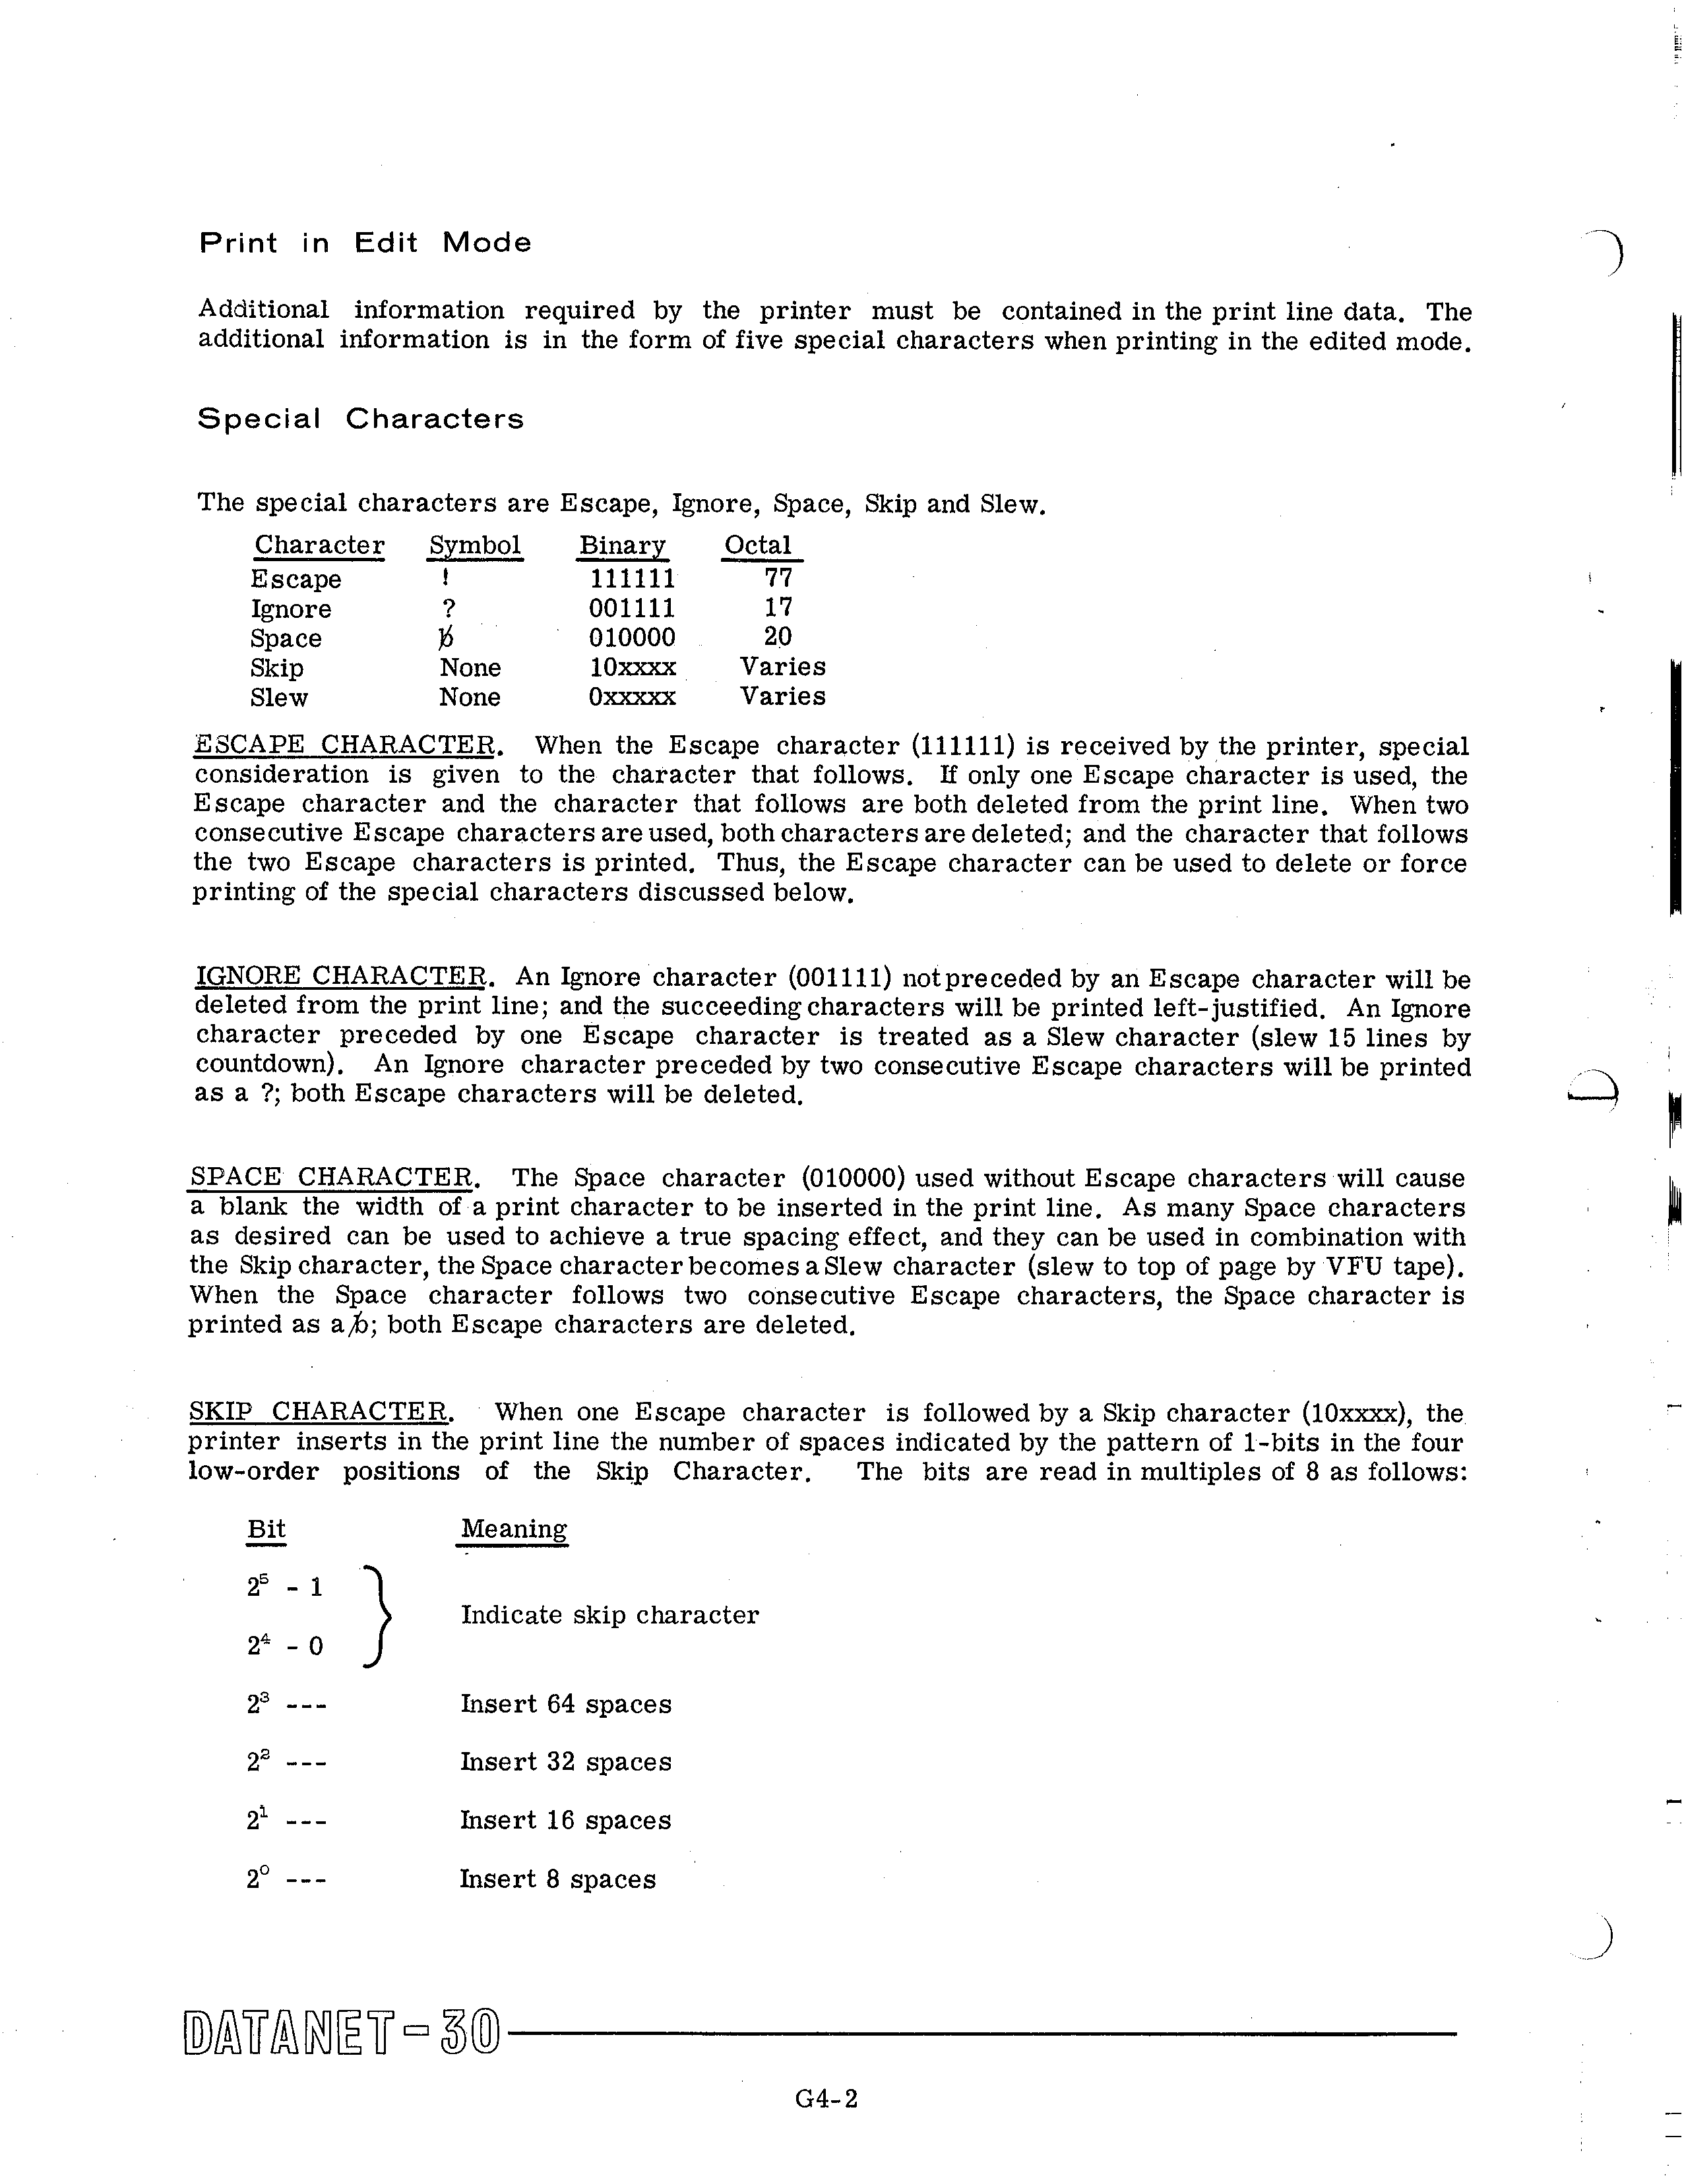 Print in Edit Mode
Additional information required by the printer must be contained in the print line data. The
additional information is in the form of five special characters when printing in the edited mode.
Special Characters
The special characters are Escape, Ignore, Space, Skip and Slew.
Character Symbol Binary Octal
Escape ! 111111 77
Ignore ? 001111 17
Space ƀ 010000 20
Skip None 10xxxx Varies
Slew None 0xxxxx Varies
ESCAPE CHARACTER. When the Escape character (111111) is received by the printer, special
consideration is given to the character that follows. If only one Escape character is used, the
Escape character and the character that follows are both deleted from the print line. When two
consecutive Escape characters are used, both characters are deleted; and the character that follows
the two Escape characters is printed. Thus, the Escape character can be used to delete or force
printing of the special characters discussed below.
IGNORE CHARACTER. An Ignore character (001111) not preceded by an Escape character will be
deleted from the print line; and the succeeding characters will be printed left-justified. An Ignore
character preceded by one Escape character is treated as a Slew character (slew 15 lines by
countdown). An Ignore character preceded by two consecutive Escape characters will be printed
as a ?; both Escape characters will be deleted.
SPACE CHARACTER. The Space character (010000) used without Escape characters will cause
a blank the width of a print character to be inserted in the print line. As many Space characters
as desired can be used to achieve a true spacing effect, and they can be used in combination with
the Skip character, the Space character becomes a Slew character (slew to top of page by VFU tape).
When the Space character follows two consecutive Escape characters, the Space character is
printed as a ƀ; both Escape characters are deleted.
SKIP CHARACTER. When one Escape character is followed by a Skip character (10xxxx), the
printer inserts in the print line the number of spaces indicated by the pattern of 1-bits in the four
low-order positions of the Skip Character. The bits are read in multiples of 8 as follows:
Bit Meaning
2⁵ - 1
Indicate skip character
2⁴ - 0
2³ --- Insert 64 spaces
2² --- Insert 32 spaces
2¹ --- Insert 16 spaces
2⁰ --- Insert 8 spaces
DATANET-30
G4-2